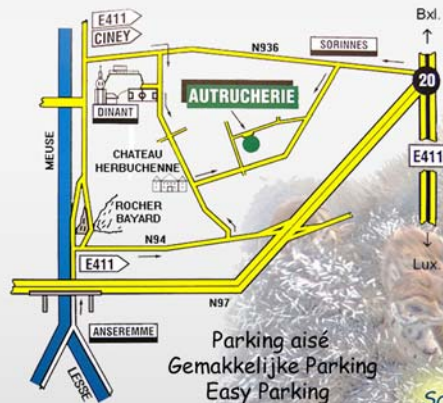 Bxl.
E411
CINEY
N936
SORINNES
20
AUTRUCHERIE
DINANT
E411
MEUSE
CHATEAU
HERBUCHENNE
ROCHER
BAYARD
N94
Lux.
E411
N97
ANSEREMME
LESSE
Parking aisé
Gemakkelijke Parking
Easy Parking